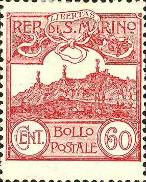 LIBERTAS
REP. DI S. MARINO
CENT. BOLLO 60
POSTALE